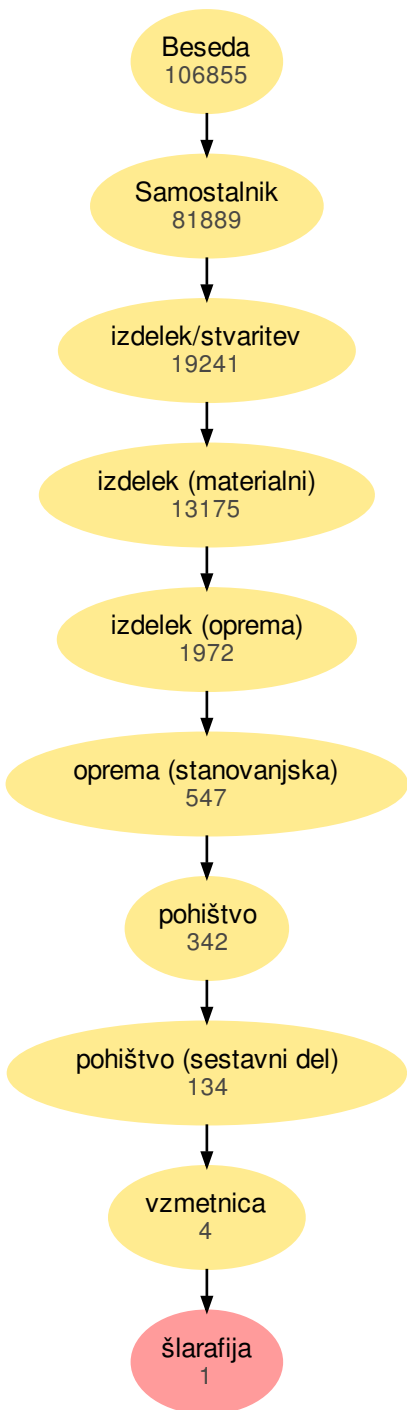 Beseda
106855
Samostalnik
81889
izdelek/stvaritev
19241
izdelek (materialni)
13175
izdelek (oprema)
1972
oprema (stanovanjska)
547
pohištvo
342
pohištvo (sestavni del)
134
vzmetnica
4
šlarafija
1